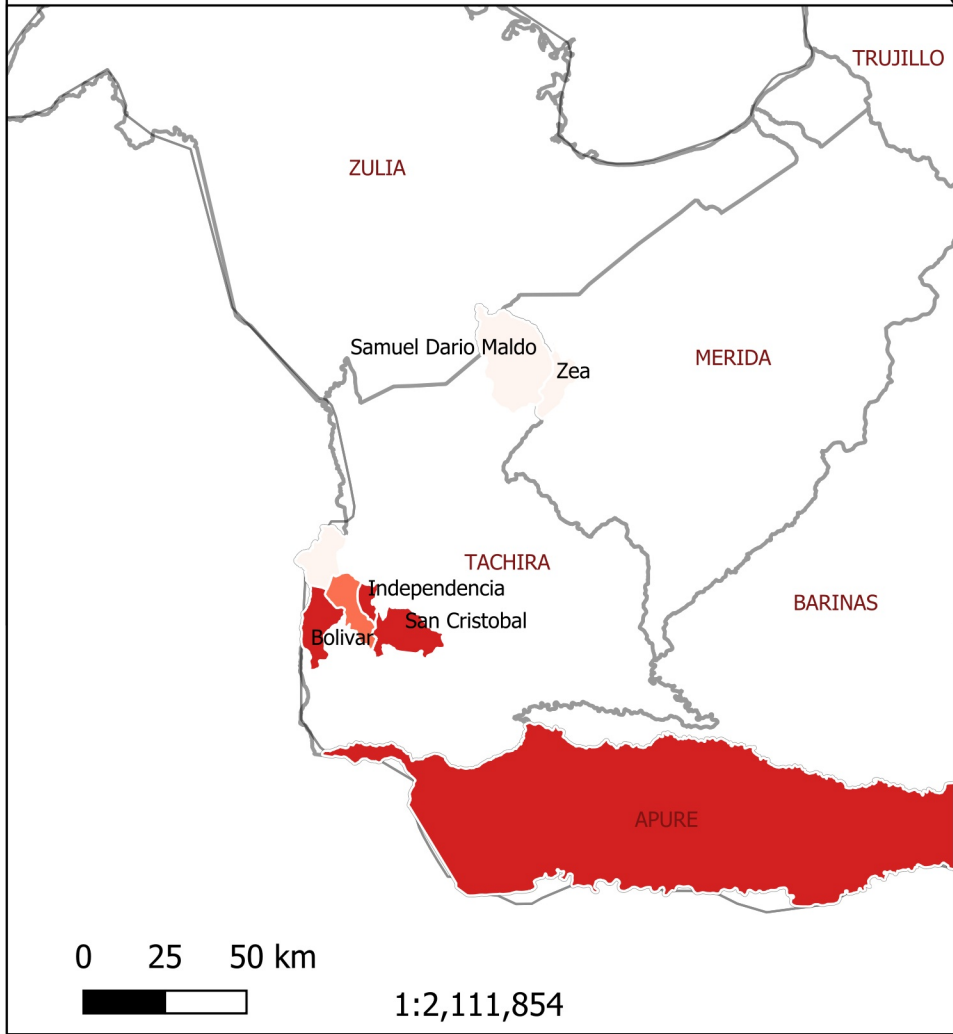 TRUJILLO
ZULIA
Samuel Dario Maldo
MERIDA
Zea
TACHIRA
Independencia
BARINAS
San Cristobal
Bolivar
APURE
0 25 50 km
1:2,111,854